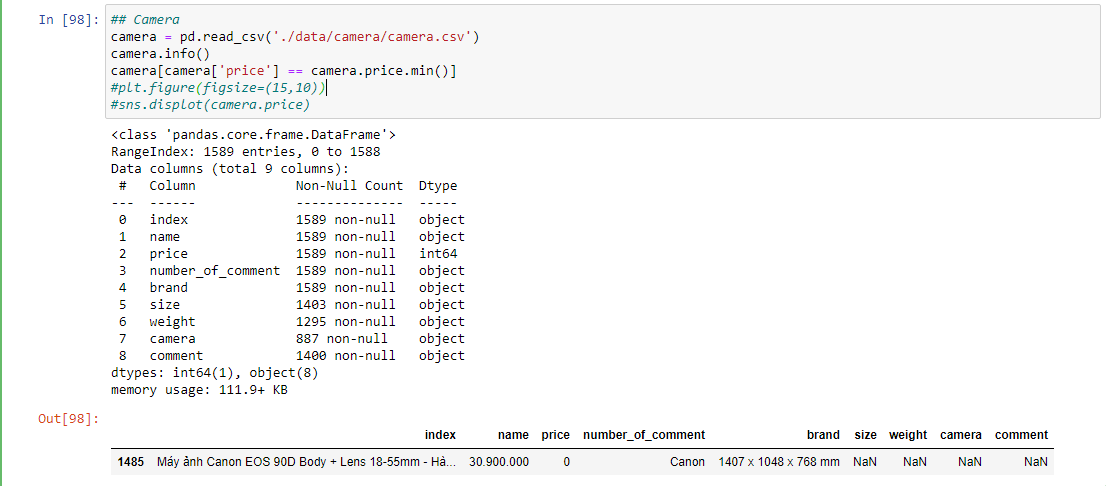 In [98]: ## Camera
camera = pd.read_csv('./data/camera/camera.csv')
camera.info()
camera[camera['price'] == camera.price.min()]
#plt.figure(figsize=(15,10))
#sns.displot(camera.price)
<class 'pandas.core.frame.DataFrame'>
RangeIndex: 1589 entries, 0 to 1588
Data columns (total 9 columns):
 #   Column             Non-Null Count  Dtype
---  ------             --------------  -----
 0   index              1589 non-null   object
 1   name               1589 non-null   object
 2   price              1589 non-null   int64
 3   number_of_comment  1589 non-null   object
 4   brand              1589 non-null   object
 5   size               1403 non-null   object
 6   weight             1295 non-null   object
 7   camera             887 non-null    object
 8   comment            1400 non-null   object
dtypes: int64(1), object(8)
memory usage: 111.9+ KB
Out[98]:
index name price number_of_comment brand size weight camera comment
1485 Máy ảnh Canon EOS 90D Body + Lens 18-55mm - Hà... 30.900.000 0 Canon 1407 x 1048 x 768 mm NaN NaN NaN NaN